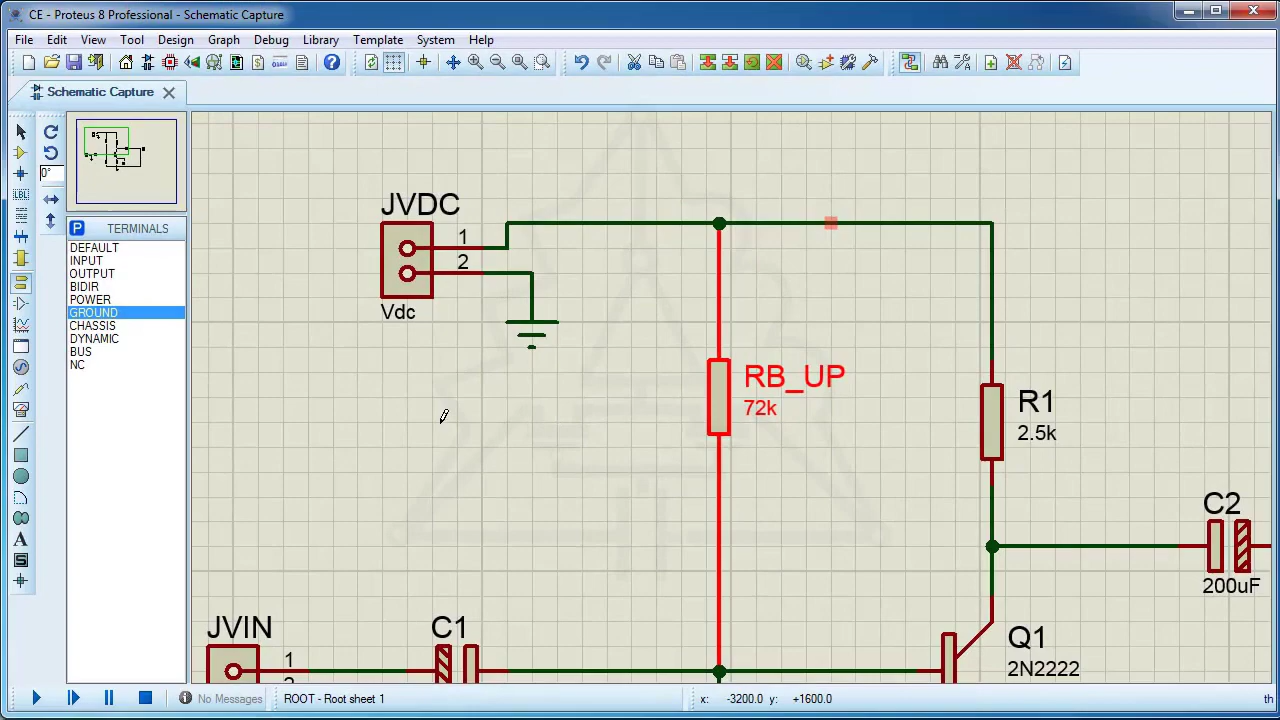 CE - Proteus 8 Professional - Schematic Capture
File Edit View Tool Design Graph Debug Library Template System Help
Schematic Capture
0°
LBL
P TERMINALS
DEFAULT
INPUT
OUTPUT
BIDIR
POWER
GROUND
CHASSIS
DYNAMIC
BUS
NC
JVDC
1
2
Vdc
RB_UP
72k
R1
2.5k
C2
200uF
JVIN
1
C1
Q1
2N2222
No Messages
ROOT - Root sheet 1
x: -3200.0 y: +1600.0
th